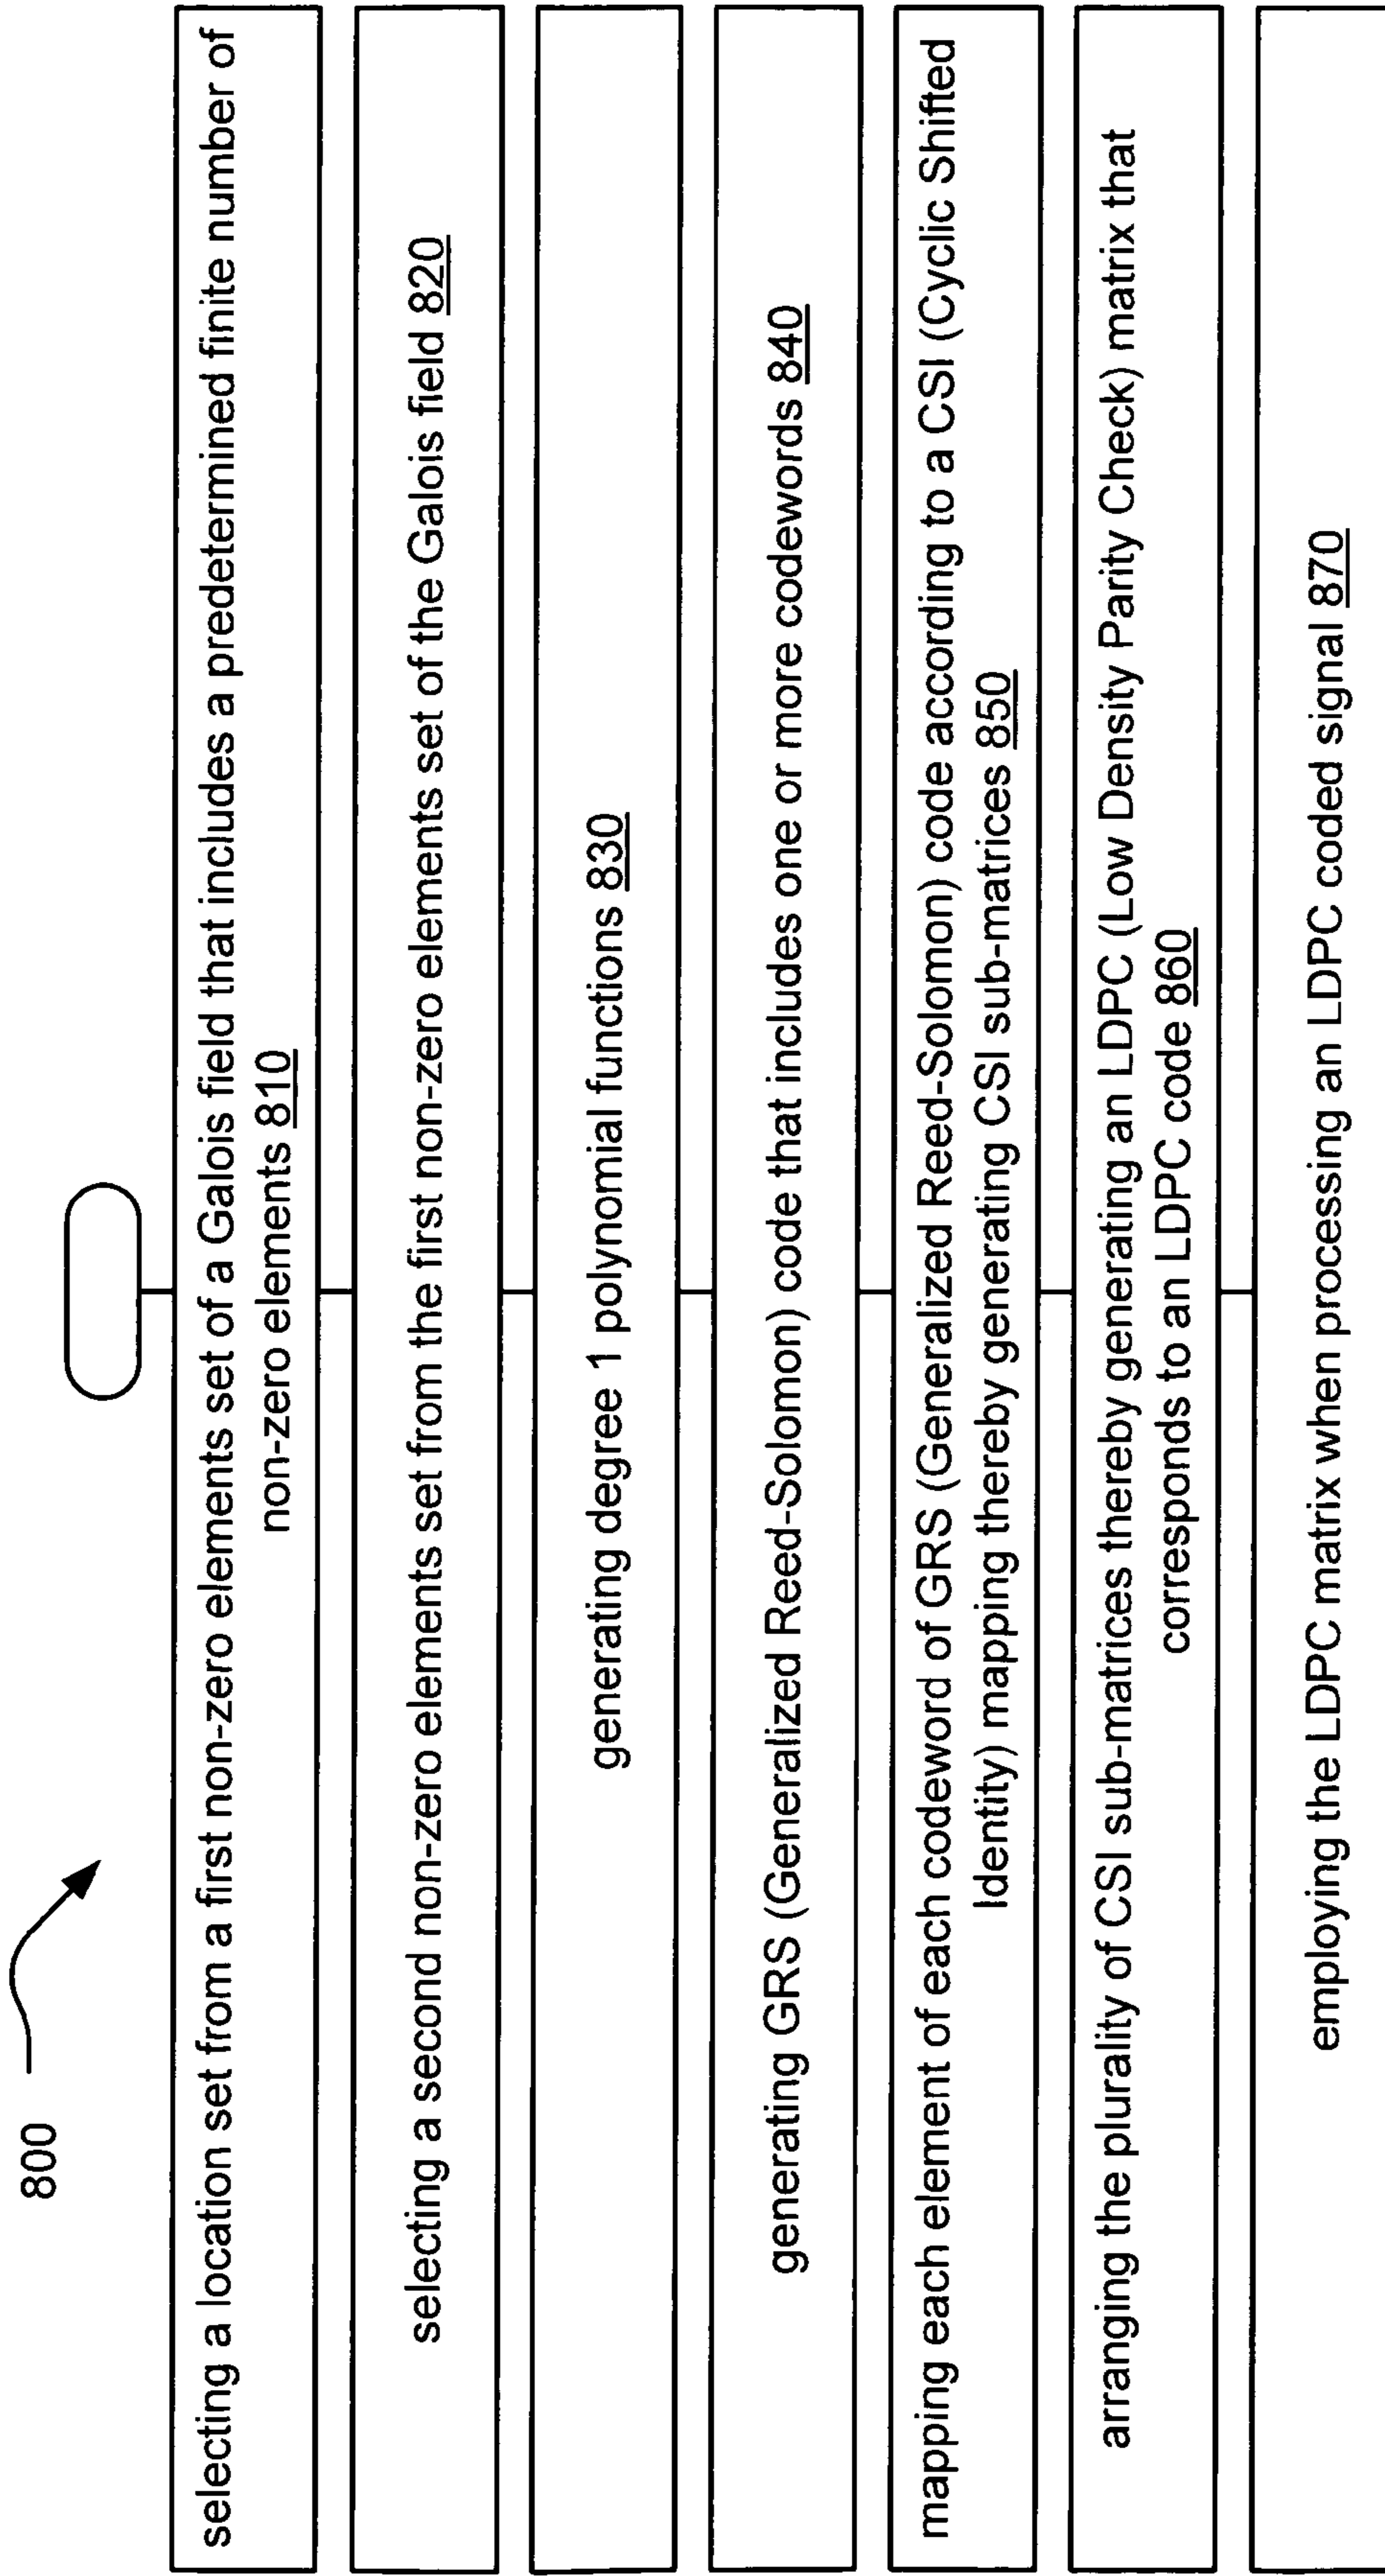 800
selecting a location set from a first non-zero elements set of a Galois field that includes a predetermined finite number of
non-zero elements 810
selecting a second non-zero elements set from the first non-zero elements set of the Galois field 820
generating degree 1 polynomial functions 830
generating GRS (Generalized Reed-Solomon) code that includes one or more codewords 840
mapping each element of each codeword of GRS (Generalized Reed-Solomon) code according to a CSI (Cyclic Shifted
Identity) mapping thereby generating CSI sub-matrices 850
arranging the plurality of CSI sub-matrices thereby generating an LDPC (Low Density Parity Check) matrix that
corresponds to an LDPC code 860
employing the LDPC matrix when processing an LDPC coded signal 870